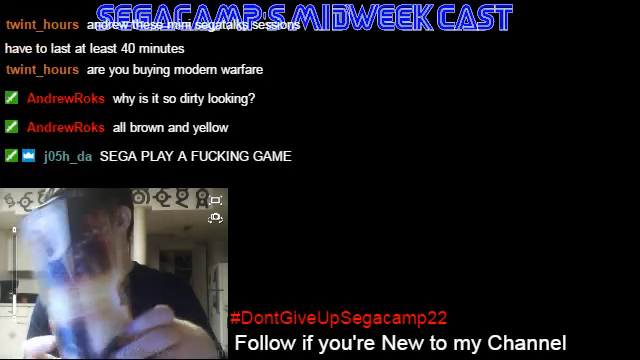 SEGACAMP'S MIDWEEK CAST
twint_hours andrew these mini segatalks sessions
have to last at least 40 minutes
twint_hours are you buying modern warfare
AndrewRoks why is it so dirty looking?
AndrewRoks all brown and yellow
j05h_da SEGA PLAY A FUCKING GAME
#DontGiveUpSegacamp22
Follow if you're New to my Channel